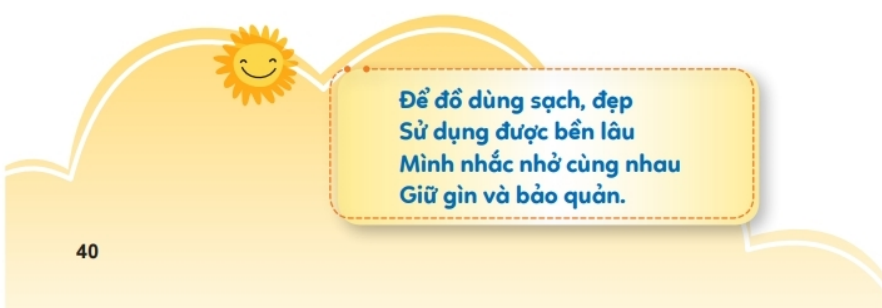 Để đồ dùng sạch, đẹp
Sử dụng được bền lâu
Mình nhắc nhở cùng nhau
Giữ gìn và bảo quản.
40